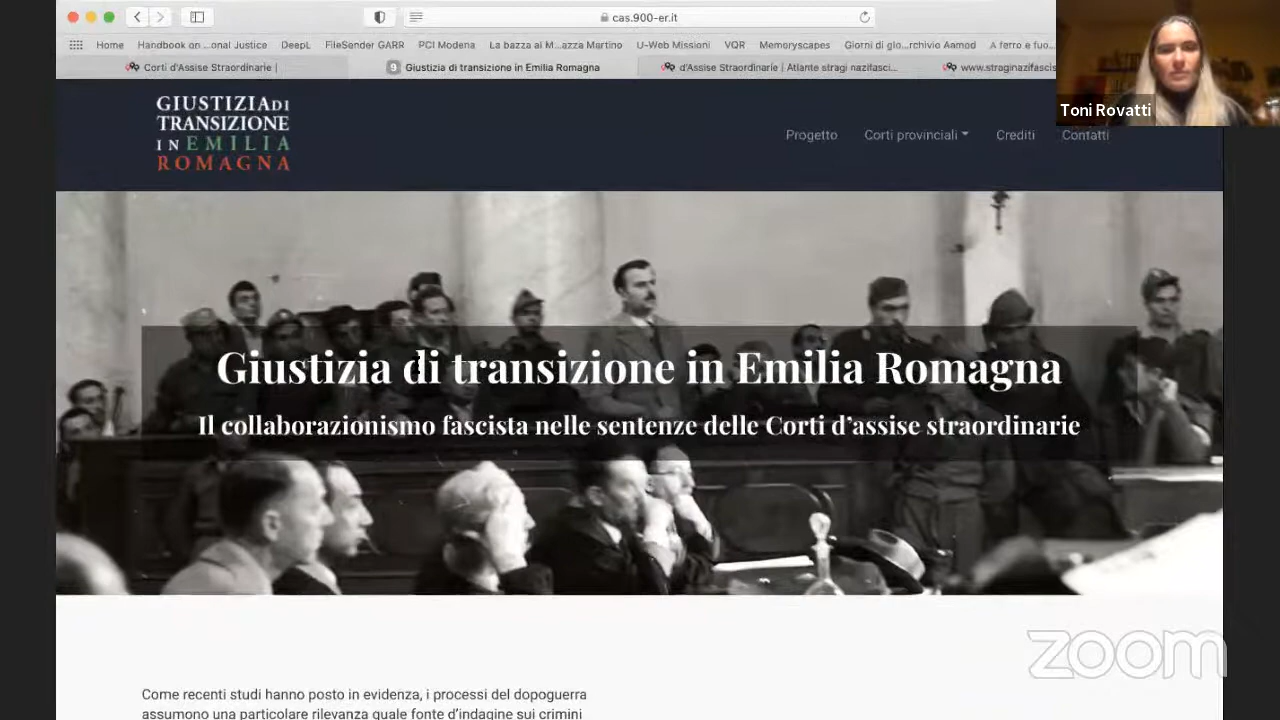 cas.900-er.it
Home
Handbook on ...onal Justice
DeepL
FileSender GARR
PCI Modena
La bazza al M...azza Martino
U-Web Missioni
VQR
Memoryscapes
Giorni di glo...rchivio Aamod
A ferro e fuo...
Corti d'Assise Straordinarie |
9 Giustizia di transizione in Emilia Romagna
d'Assise Straordinarie | Atlante stragi nazifasci...
www.straginazifascis
Toni Rovatti
GIUSTIZIA DI
TRANSIZIONE
IN EMILIA
ROMAGNA
Progetto
Corti provinciali
Crediti
Contatti
Giustizia di transizione in Emilia Romagna
Il collaborazionismo fascista nelle sentenze delle Corti d'assise straordinarie
zoom
Come recenti studi hanno posto in evidenza, i processi del dopoguerra
assumono una particolare rilevanza quale fonte d'indagine sui crimini